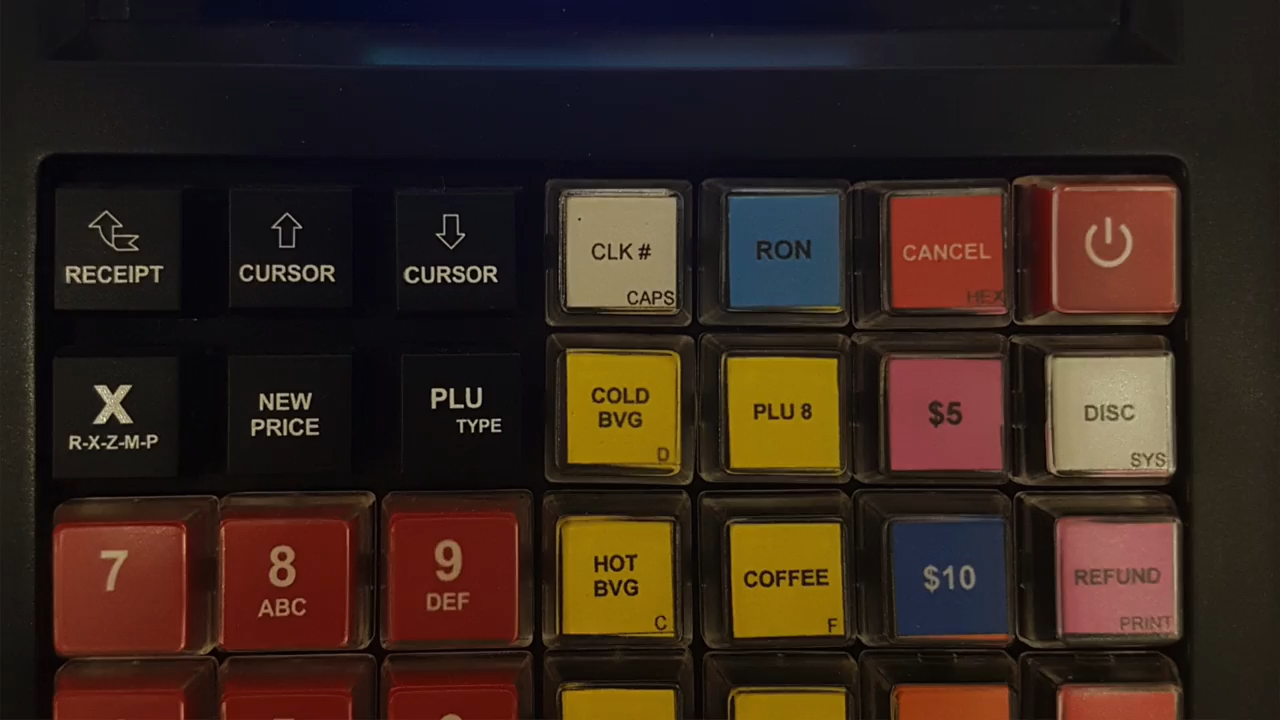 RECEIPT
CURSOR
CURSOR
CLK #
CAPS
RON
CANCEL
HEX
X
R-X-Z-M-P
NEW
PRICE
PLU
TYPE
COLD
BVG
D
PLU 8
$5
DISC
SYS
7
8
ABC
9
DEF
HOT
BVG
C
COFFEE
F
$10
REFUND
PRINT